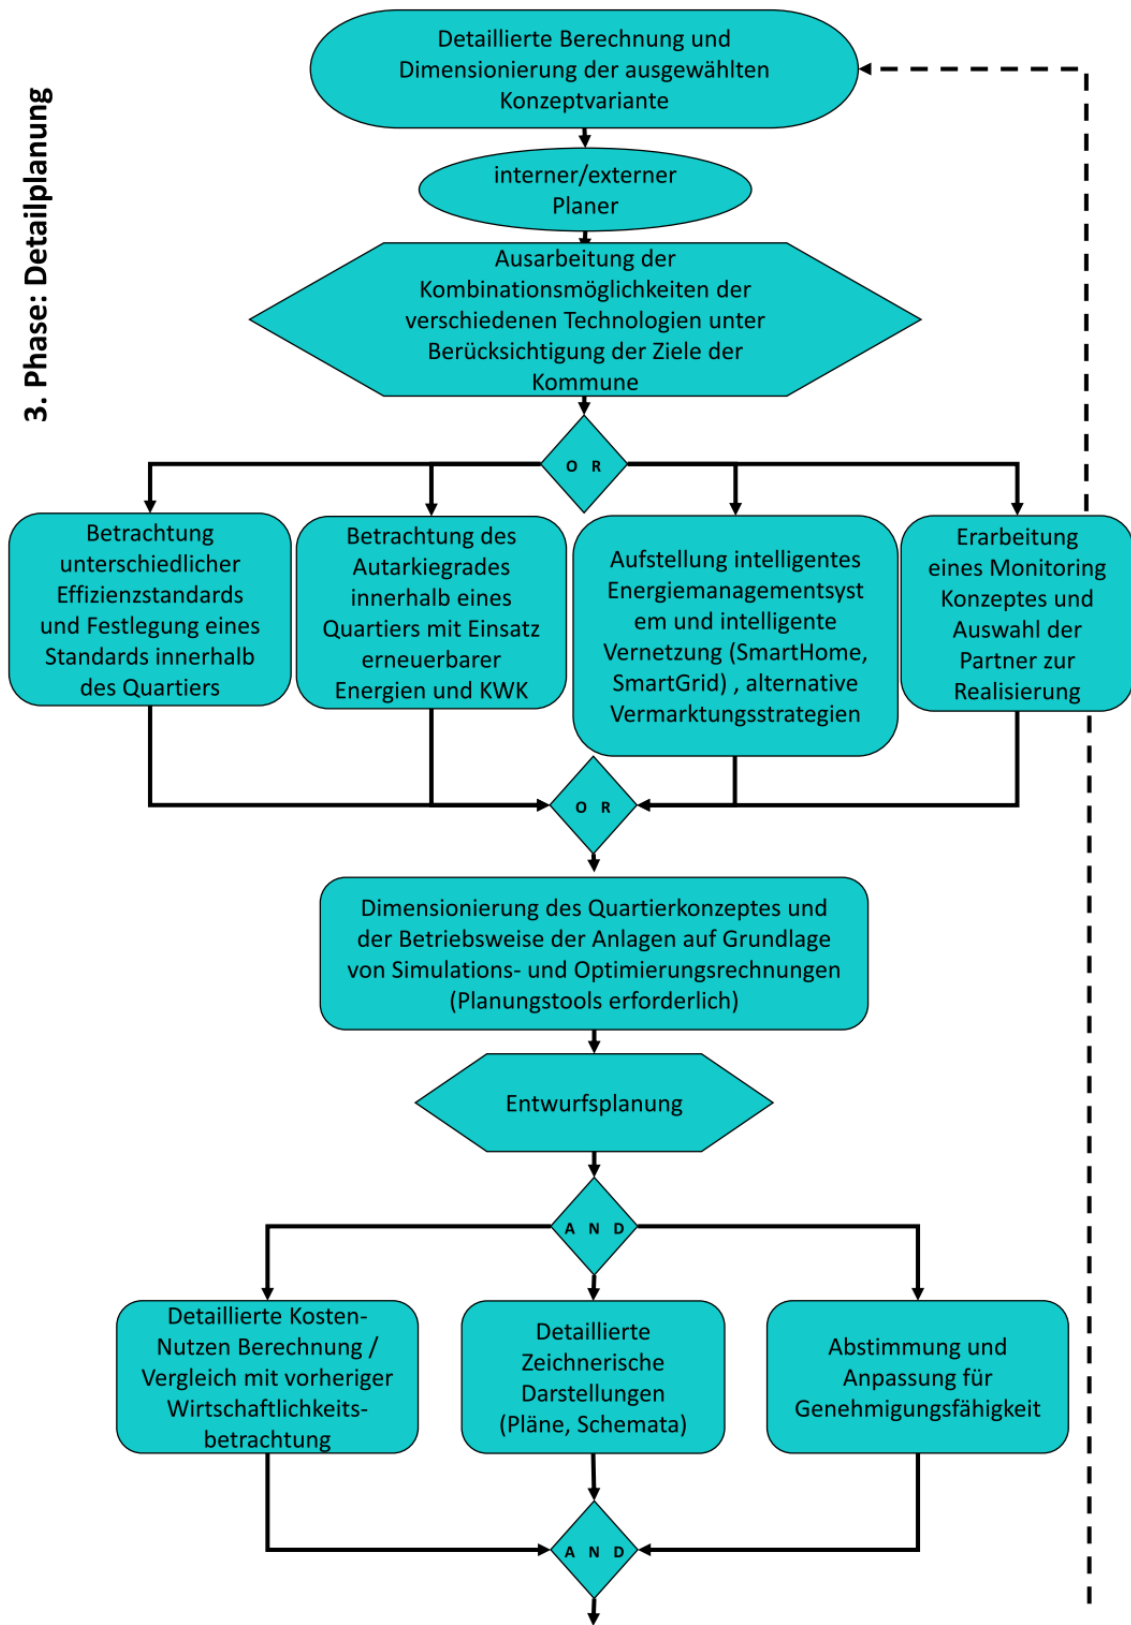 3. Phase: Detailplanung
Detaillierte Berechnung und
Dimensionierung der ausgewählten
Konzeptvariante
interner/externer
Planer
Ausarbeitung der
Kombinationsmöglichkeiten der
verschiedenen Technologien unter
Berücksichtigung der Ziele der
Kommune
O R
Betrachtung
unterschiedlicher
Effizienzstandards
und Festlegung eines
Standards innerhalb
des Quartiers
Betrachtung des
Autarkiegrades
innerhalb eines
Quartiers mit Einsatz
erneuerbarer
Energien und KWK
Aufstellung intelligentes
Energiemanagementsyst
em und intelligente
Vernetzung (SmartHome,
SmartGrid) , alternative
Vermarktungsstrategien
Erarbeitung
eines Monitoring
Konzeptes und
Auswahl der
Partner zur
Realisierung
O R
Dimensionierung des Quartierkonzeptes und
der Betriebsweise der Anlagen auf Grundlage
von Simulations- und Optimierungsrechnungen
(Planungstools erforderlich)
Entwurfsplanung
A N D
Detaillierte Kosten-
Nutzen Berechnung /
Vergleich mit vorheriger
Wirtschaftlichkeits-
betrachtung
Detaillierte
Zeichnerische
Darstellungen
(Pläne, Schemata)
Abstimmung und
Anpassung für
Genehmigungsfähigkeit
A N D